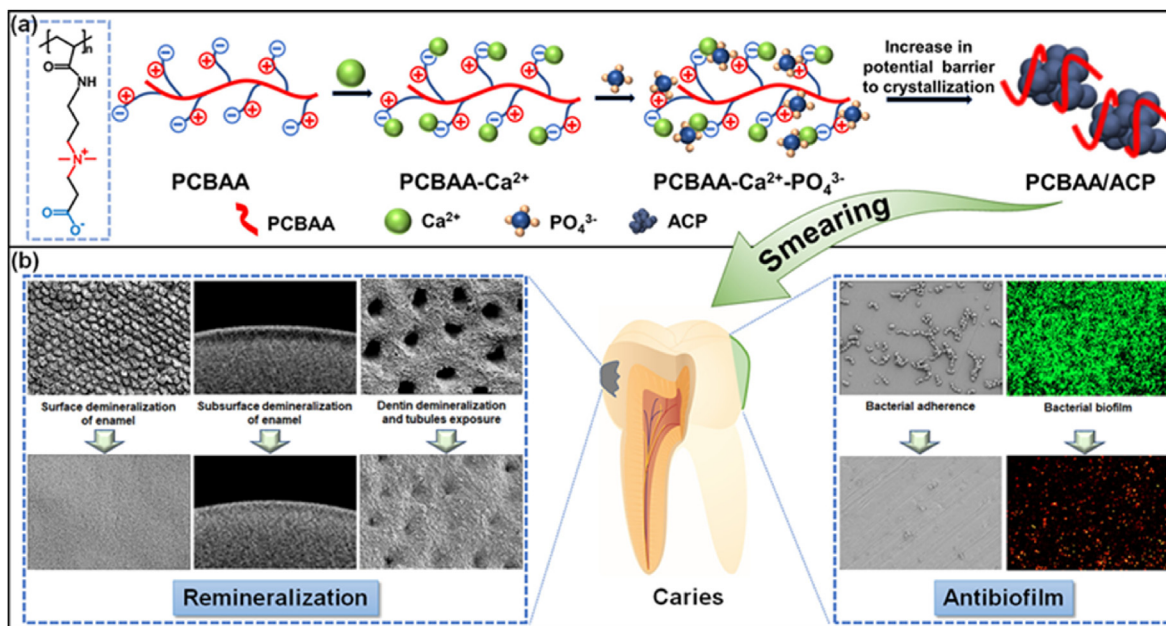 (a)
n
O
NH
N+
O
O-
Increase in
potential barrier
to crystallization
PCBAA
PCBAA-Ca²⁺
PCBAA-Ca²⁺-PO₄³⁻
PCBAA/ACP
PCBAA
Ca²⁺
PO₄³⁻
ACP
Smearing
(b)
Surface demineralization
of enamel
Subsurface demineralization
of enamel
Dentin demineralization
and tubules exposure
Bacterial adherence
Bacterial biofilm
Remineralization
Caries
Antibiofilm